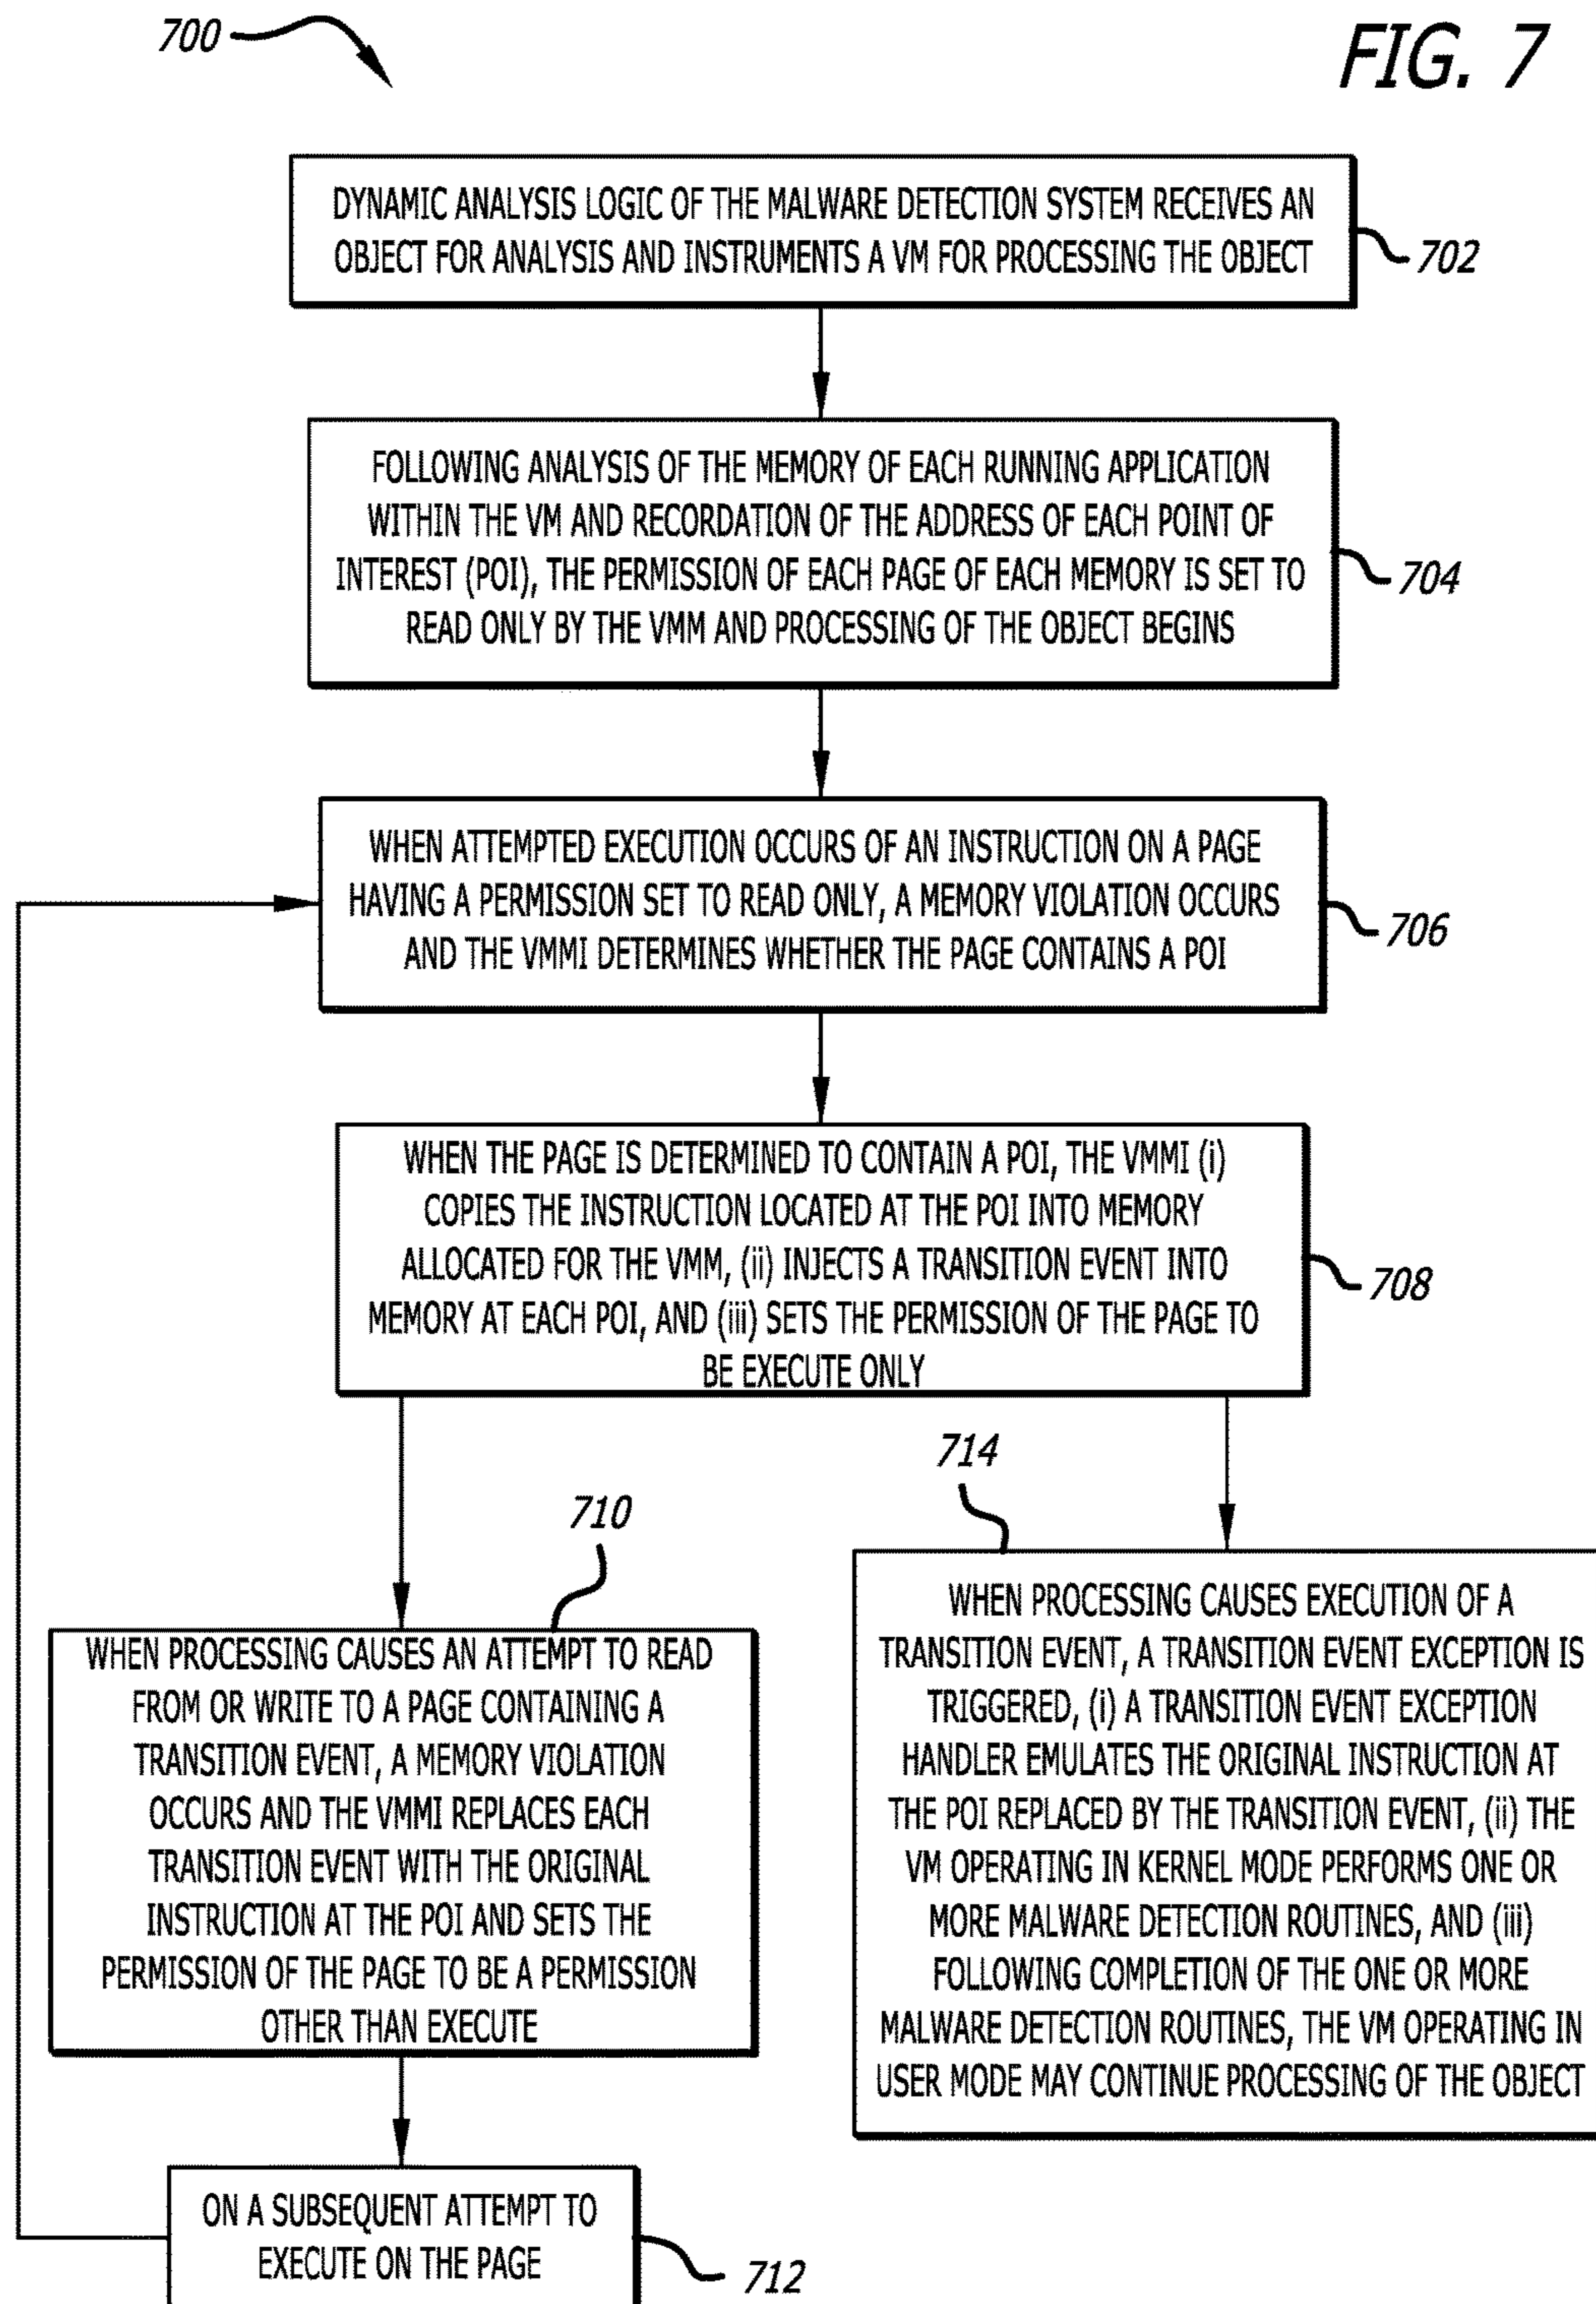 700
FIG. 7
DYNAMIC ANALYSIS LOGIC OF THE MALWARE DETECTION SYSTEM RECEIVES AN
OBJECT FOR ANALYSIS AND INSTRUMENTS A VM FOR PROCESSING THE OBJECT
702
FOLLOWING ANALYSIS OF THE MEMORY OF EACH RUNNING APPLICATION
WITHIN THE VM AND RECORDATION OF THE ADDRESS OF EACH POINT OF
INTEREST (POI), THE PERMISSION OF EACH PAGE OF EACH MEMORY IS SET TO
READ ONLY BY THE VMM AND PROCESSING OF THE OBJECT BEGINS
704
WHEN ATTEMPTED EXECUTION OCCURS OF AN INSTRUCTION ON A PAGE
HAVING A PERMISSION SET TO READ ONLY, A MEMORY VIOLATION OCCURS
AND THE VMMI DETERMINES WHETHER THE PAGE CONTAINS A POI
706
WHEN THE PAGE IS DETERMINED TO CONTAIN A POI, THE VMMI (i)
COPIES THE INSTRUCTION LOCATED AT THE POI INTO MEMORY
ALLOCATED FOR THE VMM, (ii) INJECTS A TRANSITION EVENT INTO
MEMORY AT EACH POI, AND (iii) SETS THE PERMISSION OF THE PAGE TO
BE EXECUTE ONLY
708
710
WHEN PROCESSING CAUSES AN ATTEMPT TO READ
FROM OR WRITE TO A PAGE CONTAINING A
TRANSITION EVENT, A MEMORY VIOLATION
OCCURS AND THE VMMI REPLACES EACH
TRANSITION EVENT WITH THE ORIGINAL
INSTRUCTION AT THE POI AND SETS THE
PERMISSION OF THE PAGE TO BE A PERMISSION
OTHER THAN EXECUTE
714
WHEN PROCESSING CAUSES EXECUTION OF A
TRANSITION EVENT, A TRANSITION EVENT EXCEPTION IS
TRIGGERED, (i) A TRANSITION EVENT EXCEPTION
HANDLER EMULATES THE ORIGINAL INSTRUCTION AT
THE POI REPLACED BY THE TRANSITION EVENT, (ii) THE
VM OPERATING IN KERNEL MODE PERFORMS ONE OR
MORE MALWARE DETECTION ROUTINES, AND (iii)
FOLLOWING COMPLETION OF THE ONE OR MORE
MALWARE DETECTION ROUTINES, THE VM OPERATING IN
USER MODE MAY CONTINUE PROCESSING OF THE OBJECT
ON A SUBSEQUENT ATTEMPT TO
EXECUTE ON THE PAGE
712